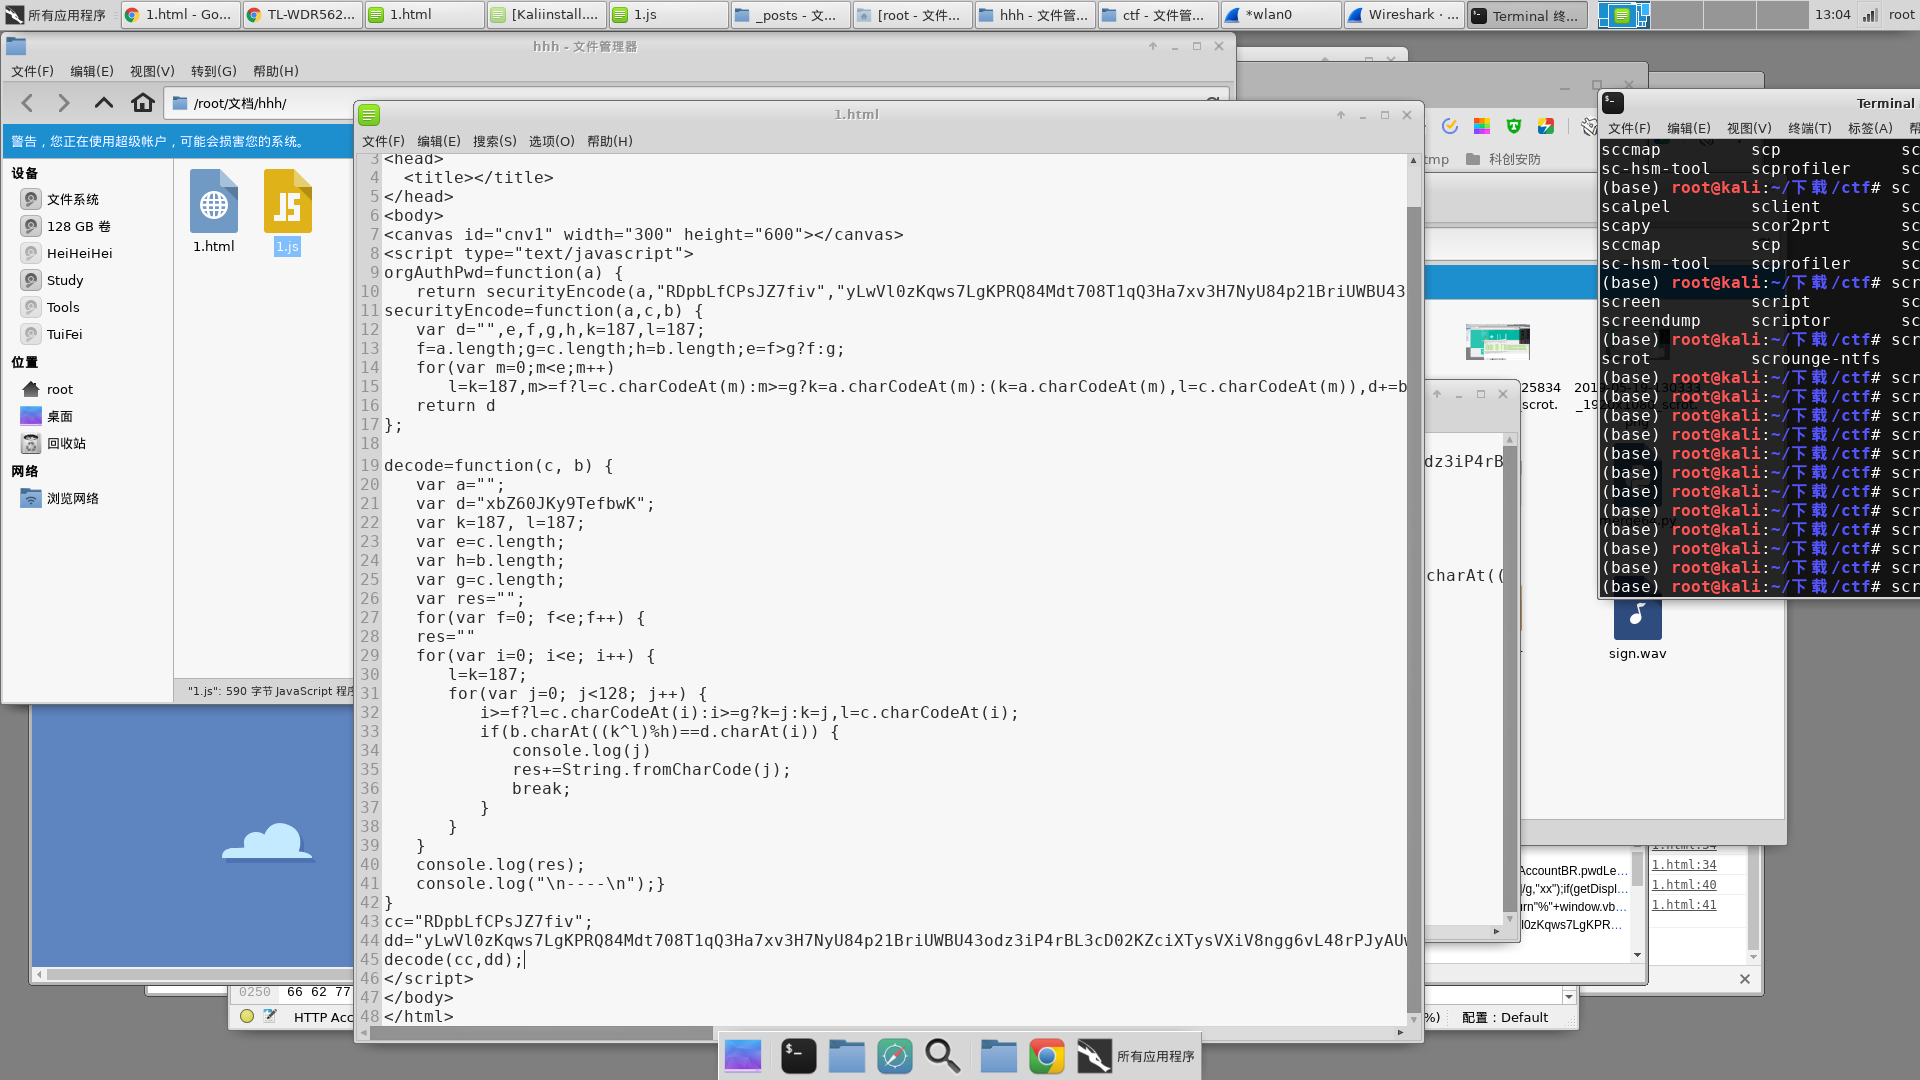 所有应用程序
1.html - Go...
TL-WDR562...
1.html
[Kaliinstall....
1.js
_posts - 文...
[root - 文件...
hhh - 文件管...
ctf - 文件管...
*wlan0
Wireshark · ...
Terminal 终...
13:04
root
hhh - 文件管理器
文件(F) 编辑(E) 视图(V) 转到(G) 帮助(H)
/root/文档/hhh/
警告，您正在使用超级帐户，可能会损害您的系统。
设备
文件系统
128 GB 卷
HeiHeiHei
Study
Tools
TuiFei
位置
root
桌面
回收站
网络
浏览网络
1.html
1.js
"1.js": 590 字节 JavaScript 程序
1.html
文件(F) 编辑(E) 搜索(S) 选项(O) 帮助(H)
3 <head>
4   <title></title>
5 </head>
6 <body>
7 <canvas id="cnv1" width="300" height="600"></canvas>
8 <script type="text/javascript">
9 orgAuthPwd=function(a) {
10    return securityEncode(a,"RDpbLfCPsJZ7fiv","yLwVl0zKqws7LgKPRQ84Mdt708T1qQ3Ha7xv3H7NyU84p21BriUWBU43
11 securityEncode=function(a,c,b) {
12    var d="",e,f,g,h,k=187,l=187;
13    f=a.length;g=c.length;h=b.length;e=f>g?f:g;
14    for(var m=0;m<e;m++)
15       l=k=187,m>=f?l=c.charCodeAt(m):m>=g?k=a.charCodeAt(m):(k=a.charCodeAt(m),l=c.charCodeAt(m)),d+=b
16    return d
17 };
18
19 decode=function(c, b) {
20    var a="";
21    var d="xbZ60JKy9TefbwK";
22    var k=187, l=187;
23    var e=c.length;
24    var h=b.length;
25    var g=c.length;
26    var res="";
27    for(var f=0; f<e;f++) {
28    res=""
29    for(var i=0; i<e; i++) {
30       l=k=187;
31       for(var j=0; j<128; j++) {
32          i>=f?l=c.charCodeAt(i):i>=g?k=j:k=j,l=c.charCodeAt(i);
33          if(b.charAt((k^l)%h)==d.charAt(i)) {
34             console.log(j)
35             res+=String.fromCharCode(j);
36             break;
37          }
38       }
39    }
40    console.log(res);
41    console.log("\n----\n");}
42 }
43 cc="RDpbLfCPsJZ7fiv";
44 dd="yLwVl0zKqws7LgKPRQ84Mdt708T1qQ3Ha7xv3H7NyU84p21BriUWBU43odz3iP4rBL3cD02KZciXTysVXiV8ngg6vL48rPJyAUw
45 decode(cc,dd);
46 </script>
47 </body>
48 </html>
tmp
科创安防
Terminal
文件(F) 编辑(E) 视图(V) 终端(T) 标签(A) 帮
sccmap scp sc
sc-hsm-tool scprofiler sc
(base) root@kali:~/下载/ctf# sc
scalpel sclient sc
scapy scor2prt sc
sccmap scp sc
sc-hsm-tool scprofiler sc
(base) root@kali:~/下载/ctf# scr
screen script sc
screendump scriptor sc
(base) root@kali:~/下载/ctf# scr
scrot scrounge-ntfs
(base) root@kali:~/下载/ctf# scr
(base) root@kali:~/下载/ctf# scr
(base) root@kali:~/下载/ctf# scr
(base) root@kali:~/下载/ctf# scr
(base) root@kali:~/下载/ctf# scr
(base) root@kali:~/下载/ctf# scr
(base) root@kali:~/下载/ctf# scr
(base) root@kali:~/下载/ctf# scr
(base) root@kali:~/下载/ctf# scr
(base) root@kali:~/下载/ctf# scr
(base) root@kali:~/下载/ctf# scr
(base) root@kali:~/下载/ctf# scr
25834
scrot.
dz3iP4rB
charAt((
sign.wav
AccountBR.pwdLe...
/g,"xx");if(getDispl...
urn"%"+window.vb...
l0zKqws7LgKPR...
1.html:34
1.html:34
1.html:40
1.html:41
0250 66 62 77
HTTP Acc
%) 配置：Default
所有应用程序